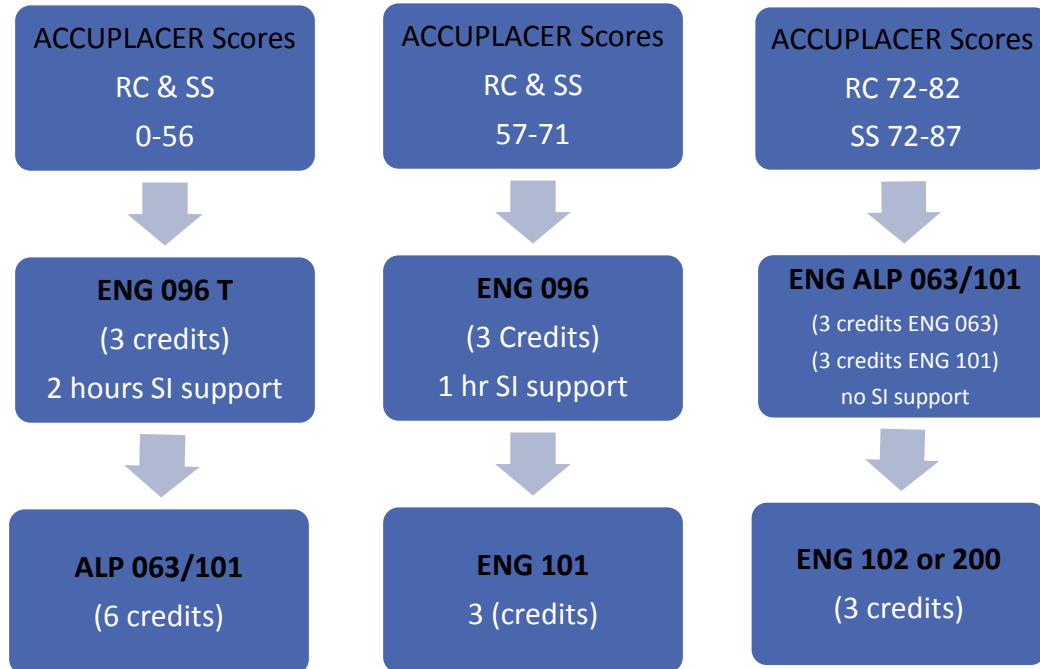 ACCUPLACER Scores
RC & SS
0-56
ENG 096 T
(3 credits)
2 hours SI support
ALP 063/101
(6 credits)
ACCUPLACER Scores
RC & SS
57-71
ENG 096
(3 Credits)
1 hr SI support
ENG 101
3 (credits)
ACCUPLACER Scores
RC 72-82
SS 72-87
ENG ALP 063/101
(3 credits ENG 063)
(3 credits ENG 101)
no SI support
ENG 102 or 200
(3 credits)